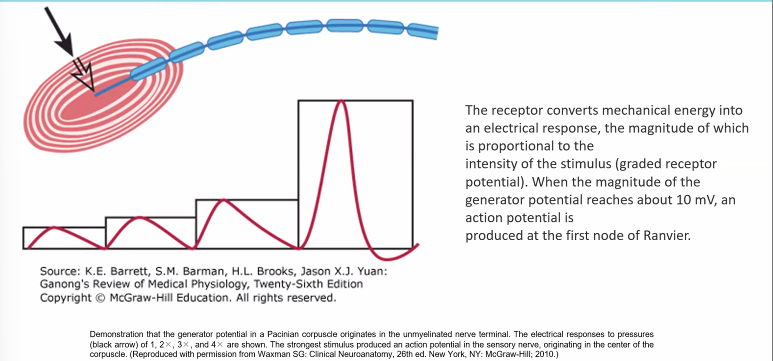 The receptor converts mechanical energy into
an electrical response, the magnitude of which
is proportional to the
intensity of the stimulus (graded receptor
potential). When the magnitude of the
generator potential reaches about 10 mV, an
action potential is
produced at the first node of Ranvier.
Source: K.E. Barrett, S.M. Barman, H.L. Brooks, Jason X.J. Yuan:
Ganong's Review of Medical Physiology, Twenty-Sixth Edition
Copyright © McGraw-Hill Education. All rights reserved.
Demonstration that the generator potential in a Pacinian corpuscle originates in the unmyelinated nerve terminal. The electrical responses to pressures
(black arrow) of 1, 2×, 3×, and 4× are shown. The strongest stimulus produced an action potential in the sensory nerve, originating in the center of the
corpuscle. (Reproduced with permission from Waxman SG: Clinical Neuroanatomy, 26th ed. New York, NY: McGraw-Hill; 2010.)